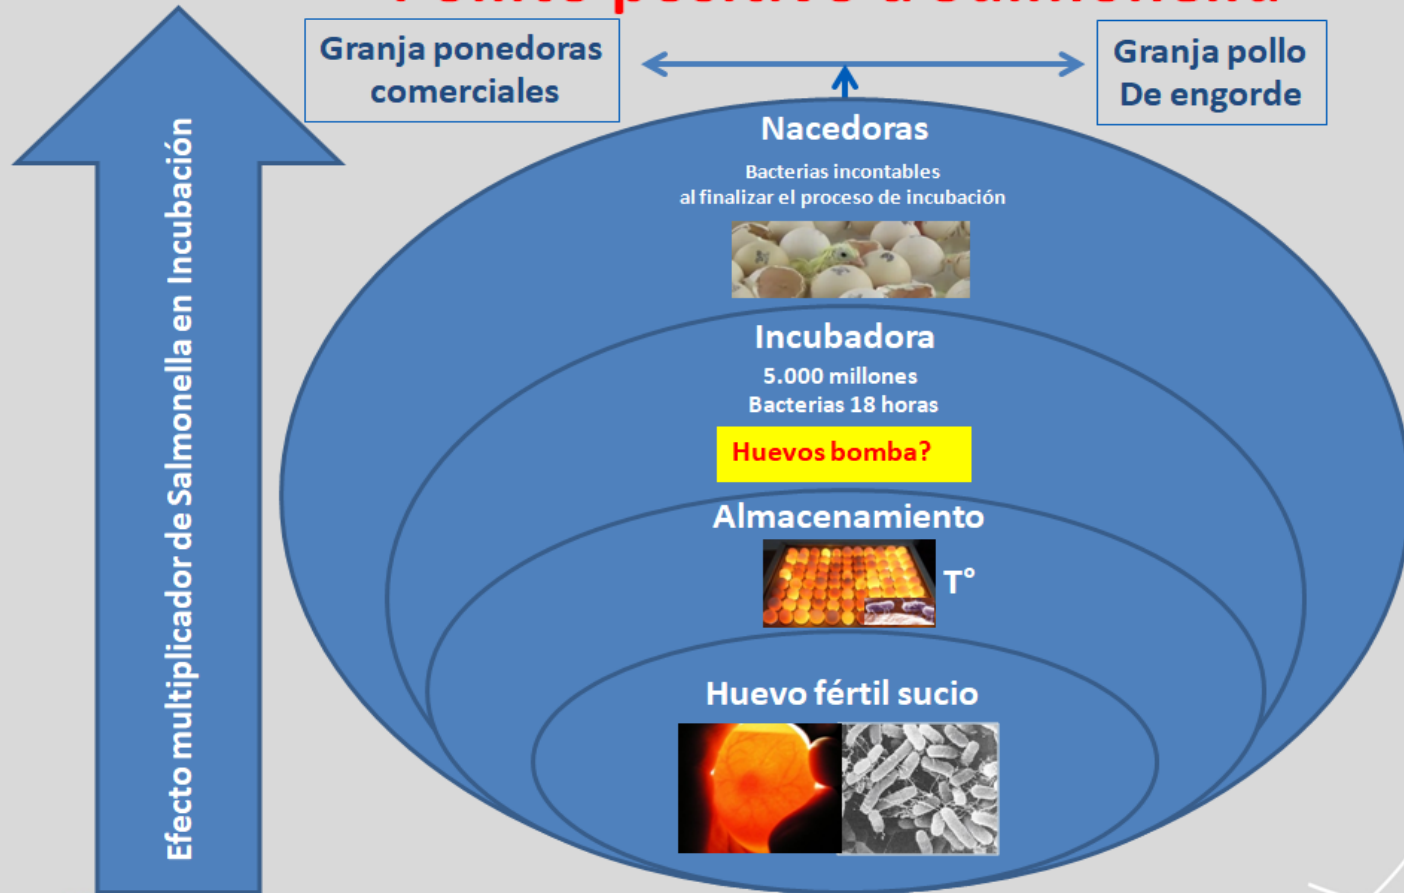 Granja ponedoras
comerciales
Granja pollo
De engorde
Efecto multiplicador de Salmonella en Incubación
Nacedoras
Bacterias incontables
al finalizar el proceso de incubación
Incubadora
5.000 millones
Bacterias 18 horas
Huevos bomba?
Almacenamiento
T°
Huevo fértil sucio